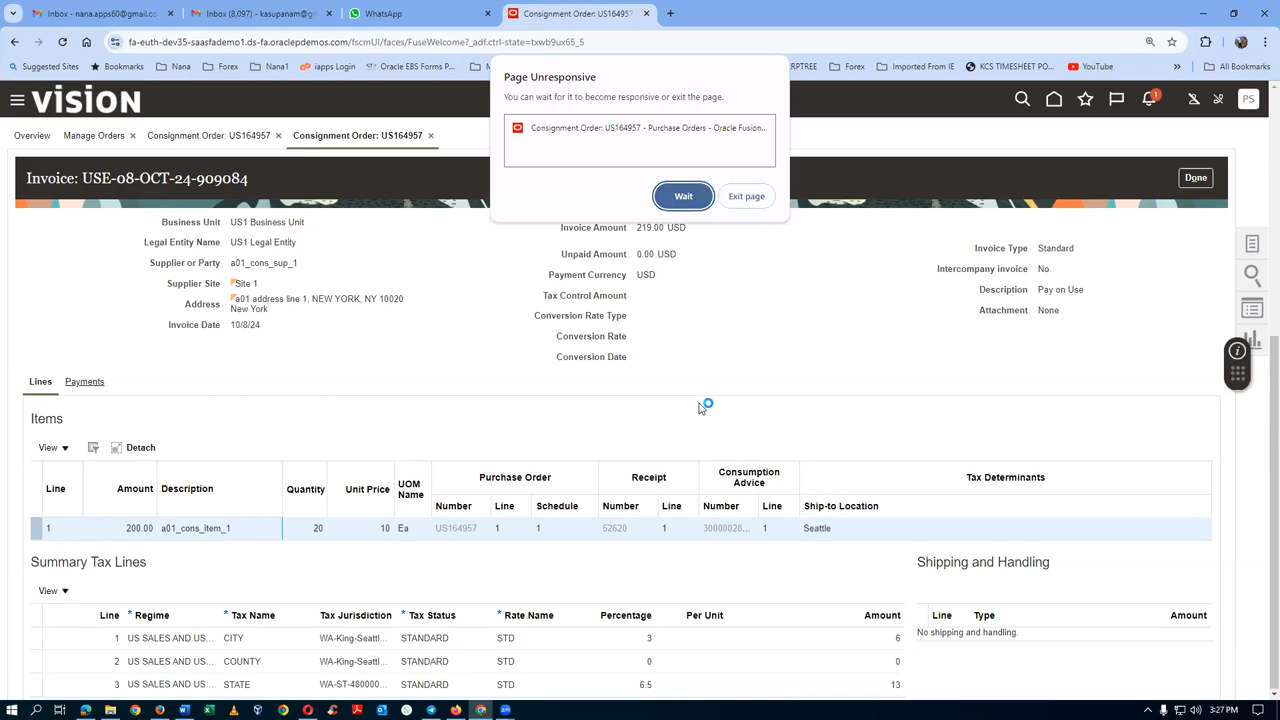 nana.apps60@gmail.co
Inbox (8,097) - kasupanam@gm
WhatsApp
Consignment Order: US164957
fa-euth-dev35-saasfademo1.ds-fa.oraclepdemos.com/fscmUI/faces/FuseWelcome?_adf.ctrl-state=txwb9ux65_5
Suggested Sites
Bookmarks
Nana
Forex
Nana1
iapps Login
Oracle EBS Forms P...
RPTREE
Forex
Imported From IE
KCS TIMESHEET PO...
YouTube
All Bookmarks
Page Unresponsive
You can wait for it to become responsive or exit the page.
Consignment Order: US164957 - Purchase Orders - Oracle Fusion...
Wait
Exit page
VISION
1
PS
Overview
Manage Orders
Consignment Order: US164957
Consignment Order: US164957
Invoice: USE-08-OCT-24-909084
Done
Business Unit US1 Business Unit
Legal Entity Name US1 Legal Entity
Supplier or Party a01_cons_sup_1
Supplier Site Site 1
Address a01 address line 1, NEW YORK, NY 10020
New York
Invoice Date 10/8/24
Invoice Amount 219.00 USD
Unpaid Amount 0.00 USD
Payment Currency USD
Tax Control Amount
Conversion Rate Type
Conversion Rate
Conversion Date
Invoice Type Standard
Intercompany invoice No
Description Pay on Use
Attachment None
Lines
Payments
Items
View
Detach
Purchase Order Receipt Consumption Advice Tax Determinants
Line Amount Description Quantity Unit Price UOM Name Number Line Schedule Number Line Number Line Ship-to Location
1 200.00 a01_cons_item_1 20 10 Ea US164957 1 1 52620 1 30000028... 1 Seattle
Summary Tax Lines
View
Line * Regime * Tax Name Tax Jurisdiction * Tax Status * Rate Name Percentage Per Unit Amount
1 US SALES AND US... CITY WA-King-Seattl... STANDARD STD 3 6
2 US SALES AND US... COUNTY WA-King-Seattl... STANDARD STD 0 0
3 US SALES AND US... STATE WA-ST-480000... STANDARD STD 6.5 13
Shipping and Handling
Line Type Amount
No shipping and handling.
3:27 PM